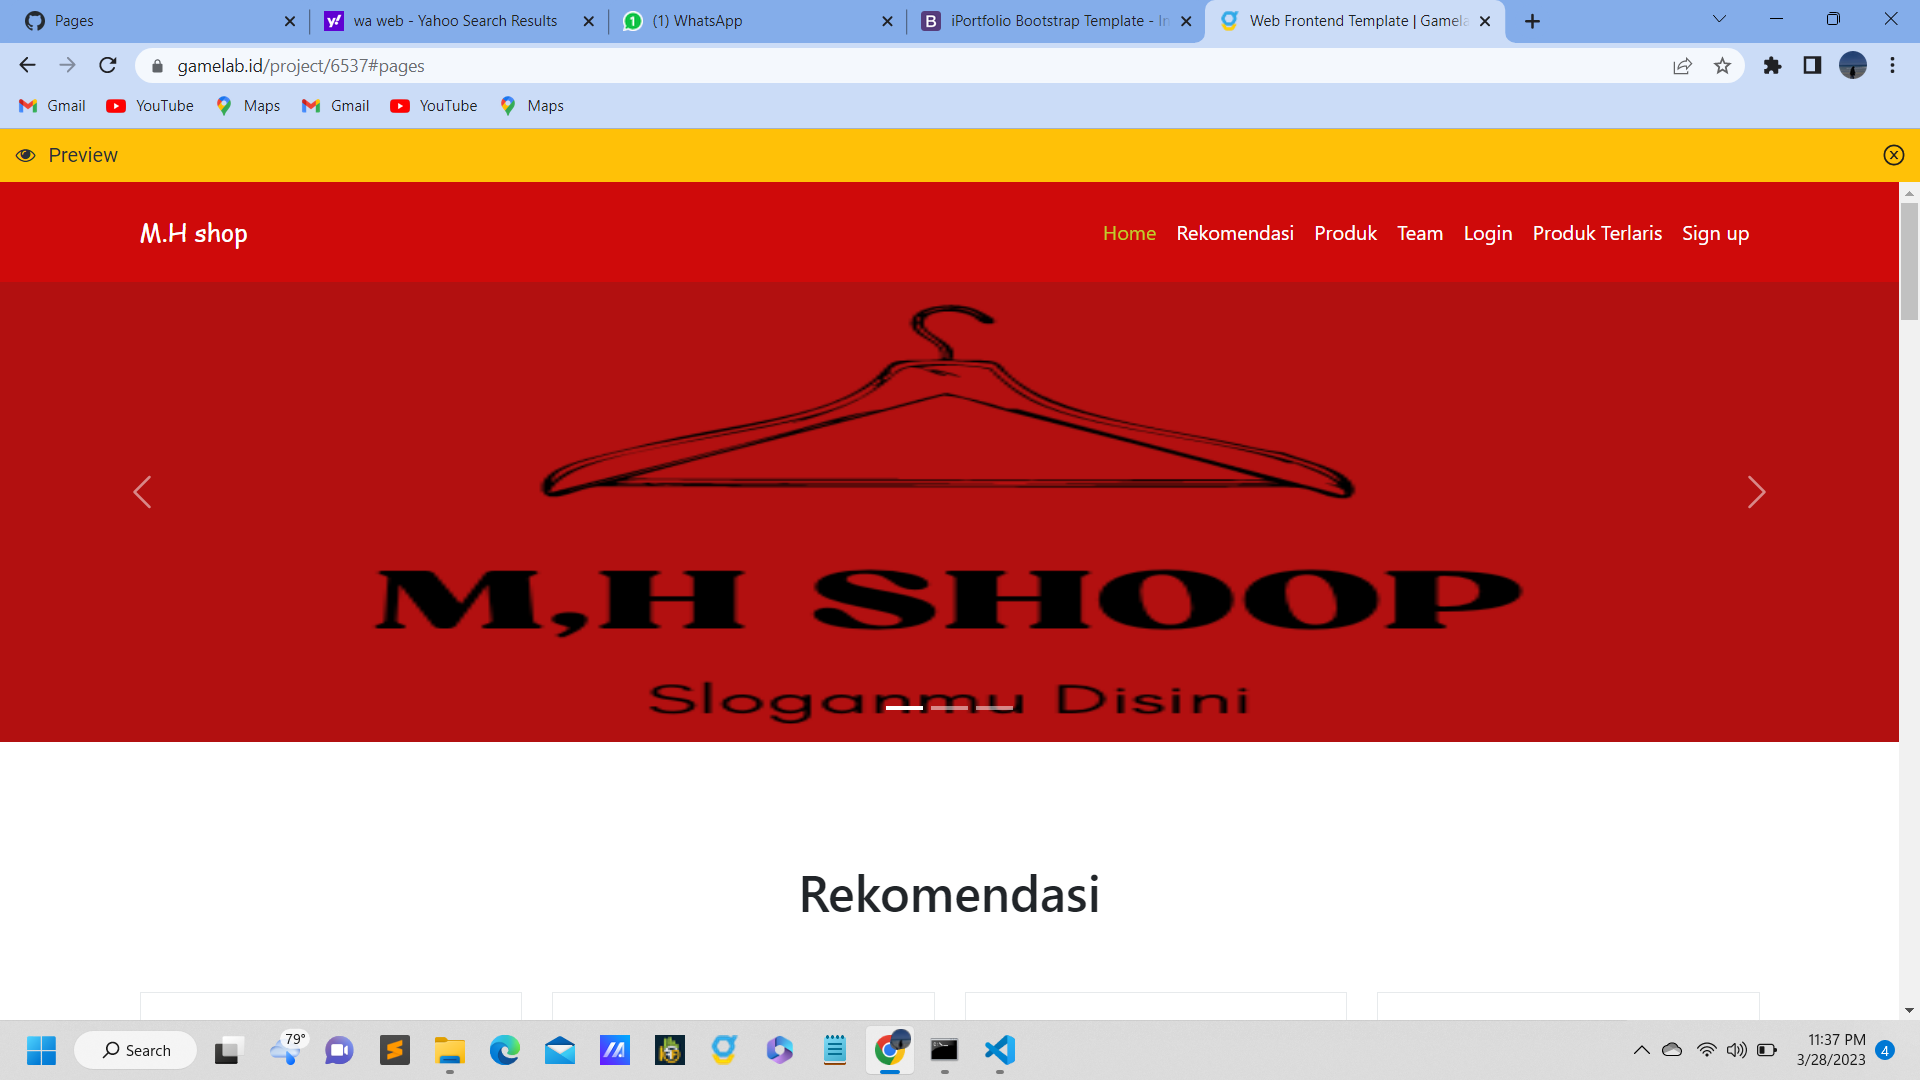 Pages
wa web - Yahoo Search Results
(1) WhatsApp
iPortfolio Bootstrap Template - In
Web Frontend Template | Gamela
gamelab.id/project/6537#pages
Gmail
YouTube
Maps
Gmail
YouTube
Maps
Preview
M.H shop
Home
Rekomendasi
Produk
Team
Login
Produk Terlaris
Sign up
M,H SHOOP
Sloganmu Disini
Rekomendasi
Search
79°
11:37 PM
3/28/2023
4